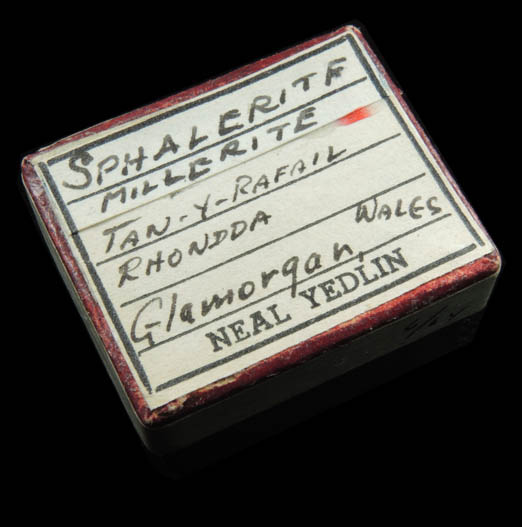 SPHALERITE
MILLERITE
TAN-Y-RAFAIL
RHONDDA WALES
Glamorgan,
NEAL YEDLIN